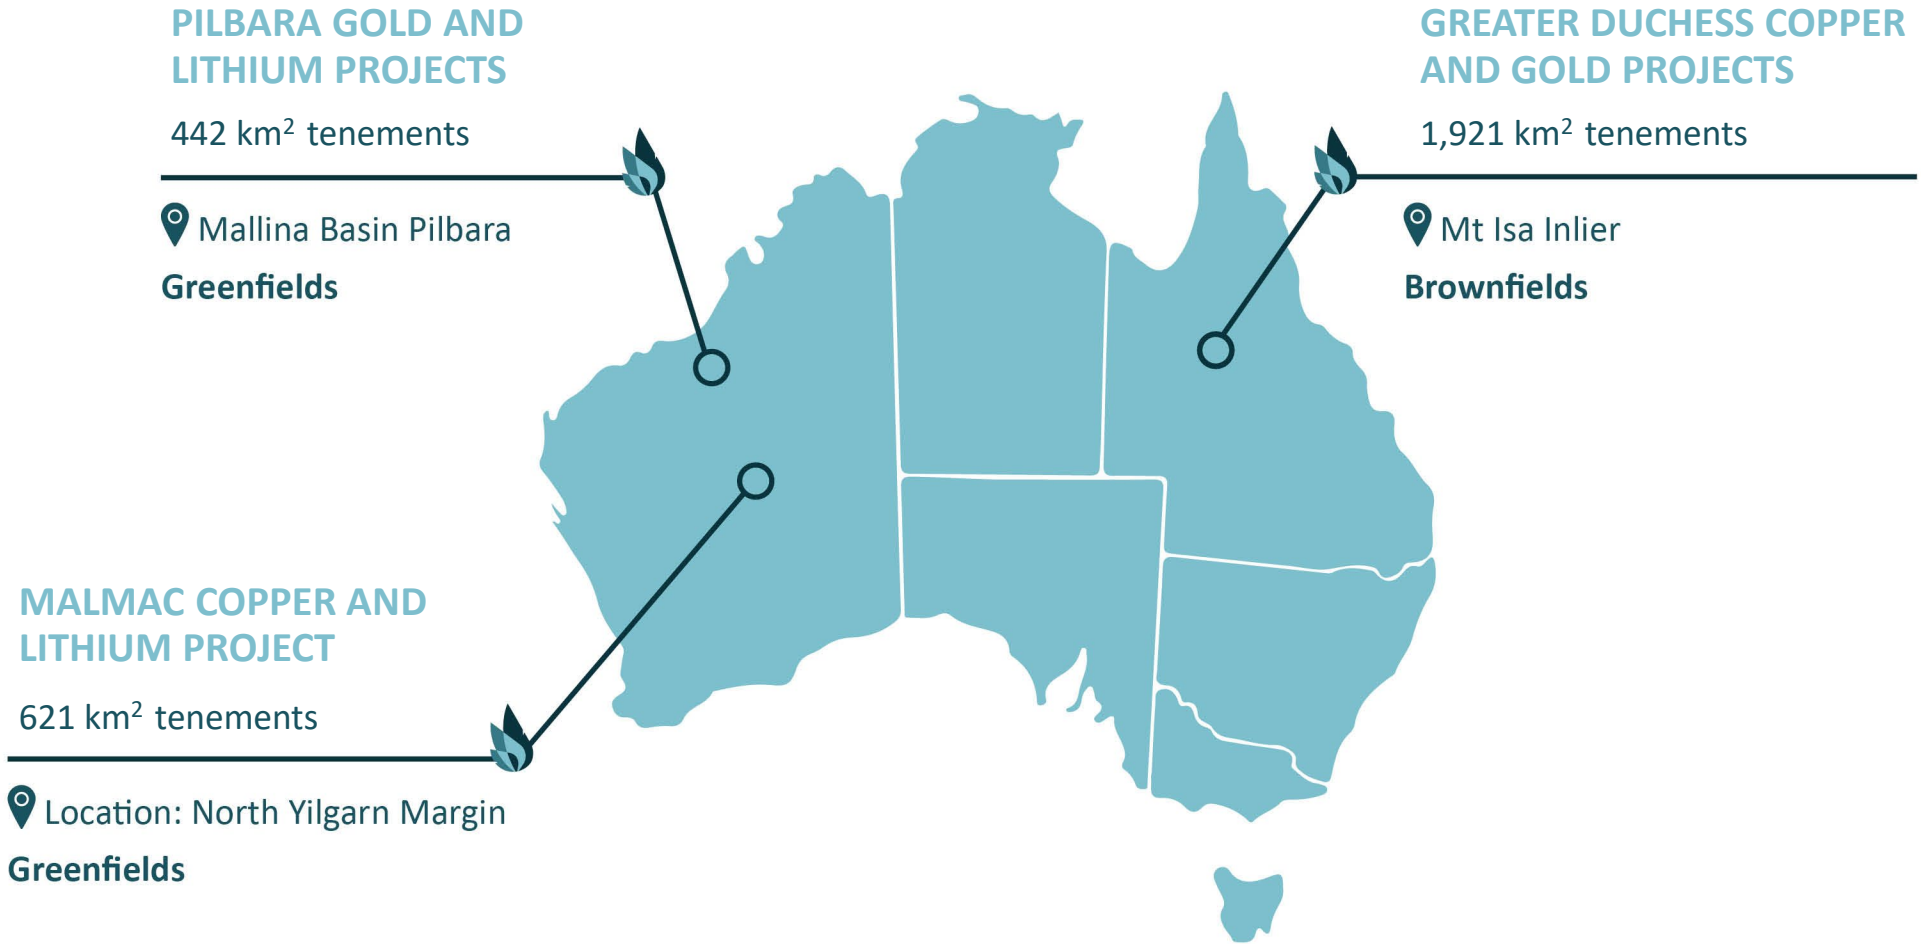 PILBARA GOLD AND
LITHIUM PROJECTS
442 km² tenements
Mallina Basin Pilbara
Greenfields
GREATER DUCHESS COPPER
AND GOLD PROJECTS
1,921 km² tenements
Mt Isa Inlier
Brownfields
MALMAC COPPER AND
LITHIUM PROJECT
621 km² tenements
Location: North Yilgarn Margin
Greenfields